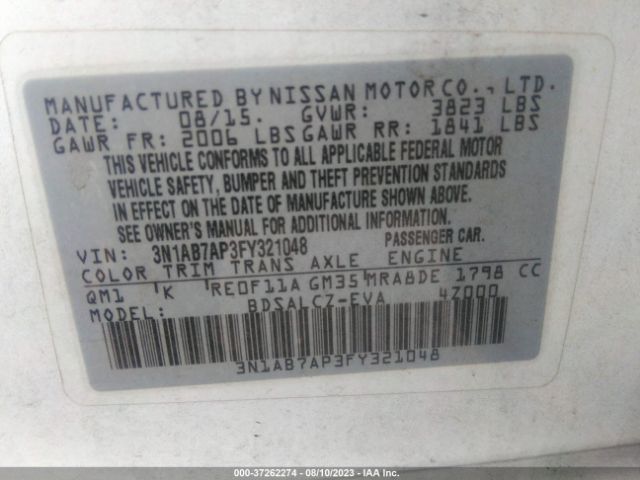 MANUFACTURED BY NISSAN MOTOR CO., LTD.
DATE: 08/15. GVWR: 3823 LBS
GAWR FR: 2006 LBS GAWR RR: 1841 LBS
THIS VEHICLE CONFORMS TO ALL APPLICABLE FEDERAL MOTOR
VEHICLE SAFETY, BUMPER AND THEFT PREVENTION STANDARDS
IN EFFECT ON THE DATE OF MANUFACTURE SHOWN ABOVE.
SEE OWNER'S MANUAL FOR ADDITIONAL INFORMATION.
VIN: 3N1AB7AP3FY321048 PASSENGER CAR.
COLOR TRIM TRANS AXLE ENGINE
QM1 K RE0F11A GM35 MRA8DE 1798 CC
MODEL: BDSALCZ-EVA 4Z000
3N1AB7AP3FY321048
000-37262274 - 08/10/2023 - IAA Inc.